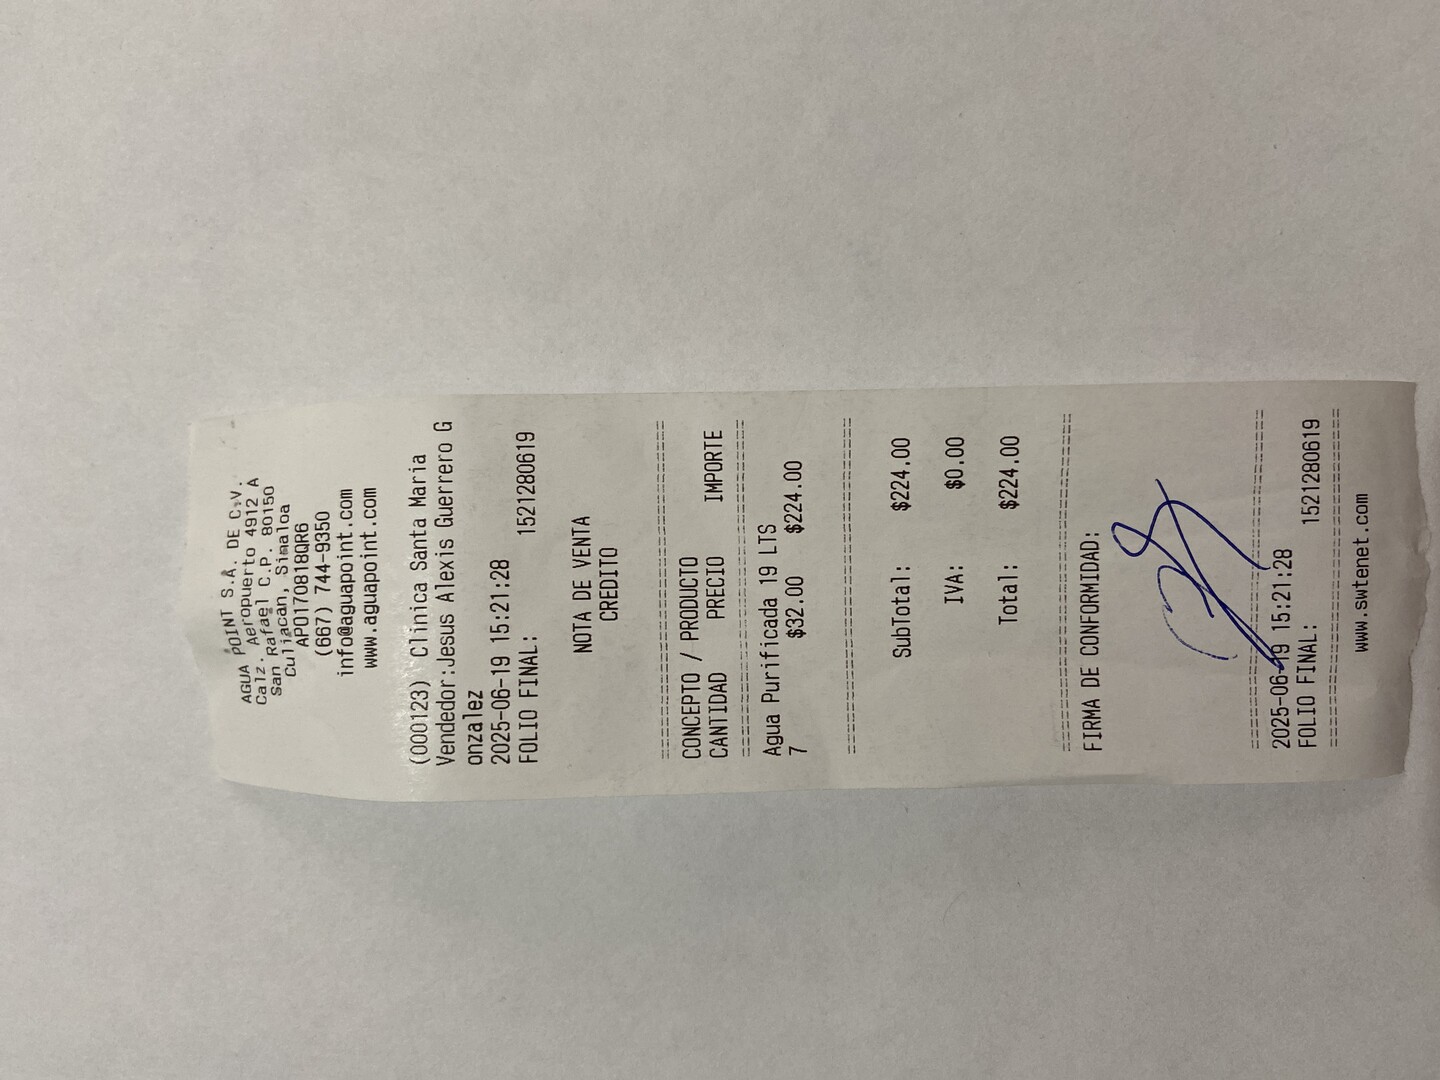 AGUA POINT S.A. DE C.V.
Calz. Aeropuerto 4912 A
San Rafael C.P. 80150
Culiacán, Sinaloa
APO170818QR6
(667) 744-9350
info@aguapoint.com
www.aguapoint.com
(000123) Clinica Santa Maria
Vendedor:Jesus Alexis Guerrero G
onzalez
2025-06-19 15:21:28
FOLIO FINAL: 1521280619
NOTA DE VENTA
CREDITO
================================
CONCEPTO / PRODUCTO
CANTIDAD PRECIO IMPORTE
================================
Agua Purificada 19 LTS
7 $32.00 $224.00
================================
SubTotal: $224.00
IVA: $0.00
Total: $224.00
================================
FIRMA DE CONFORMIDAD:
================================
2025-06-19 15:21:28
FOLIO FINAL: 1521280619
================================
www.swtenet.com